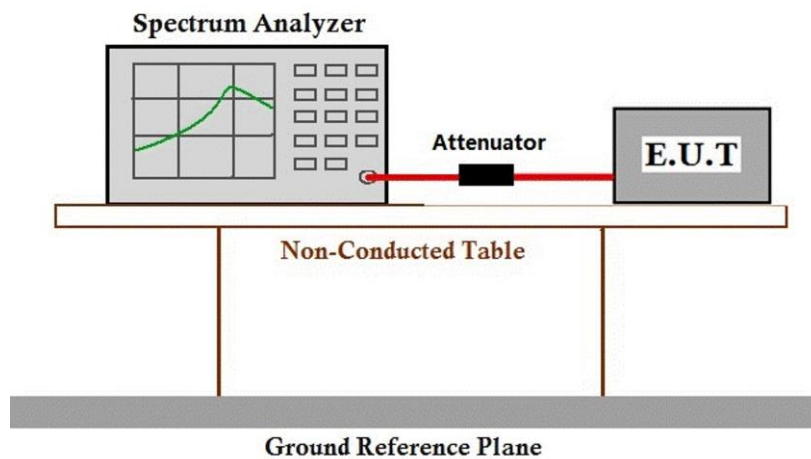 Spectrum Analyzer
Attenuator
E.U.T
Non-Conducted Table
Ground Reference Plane